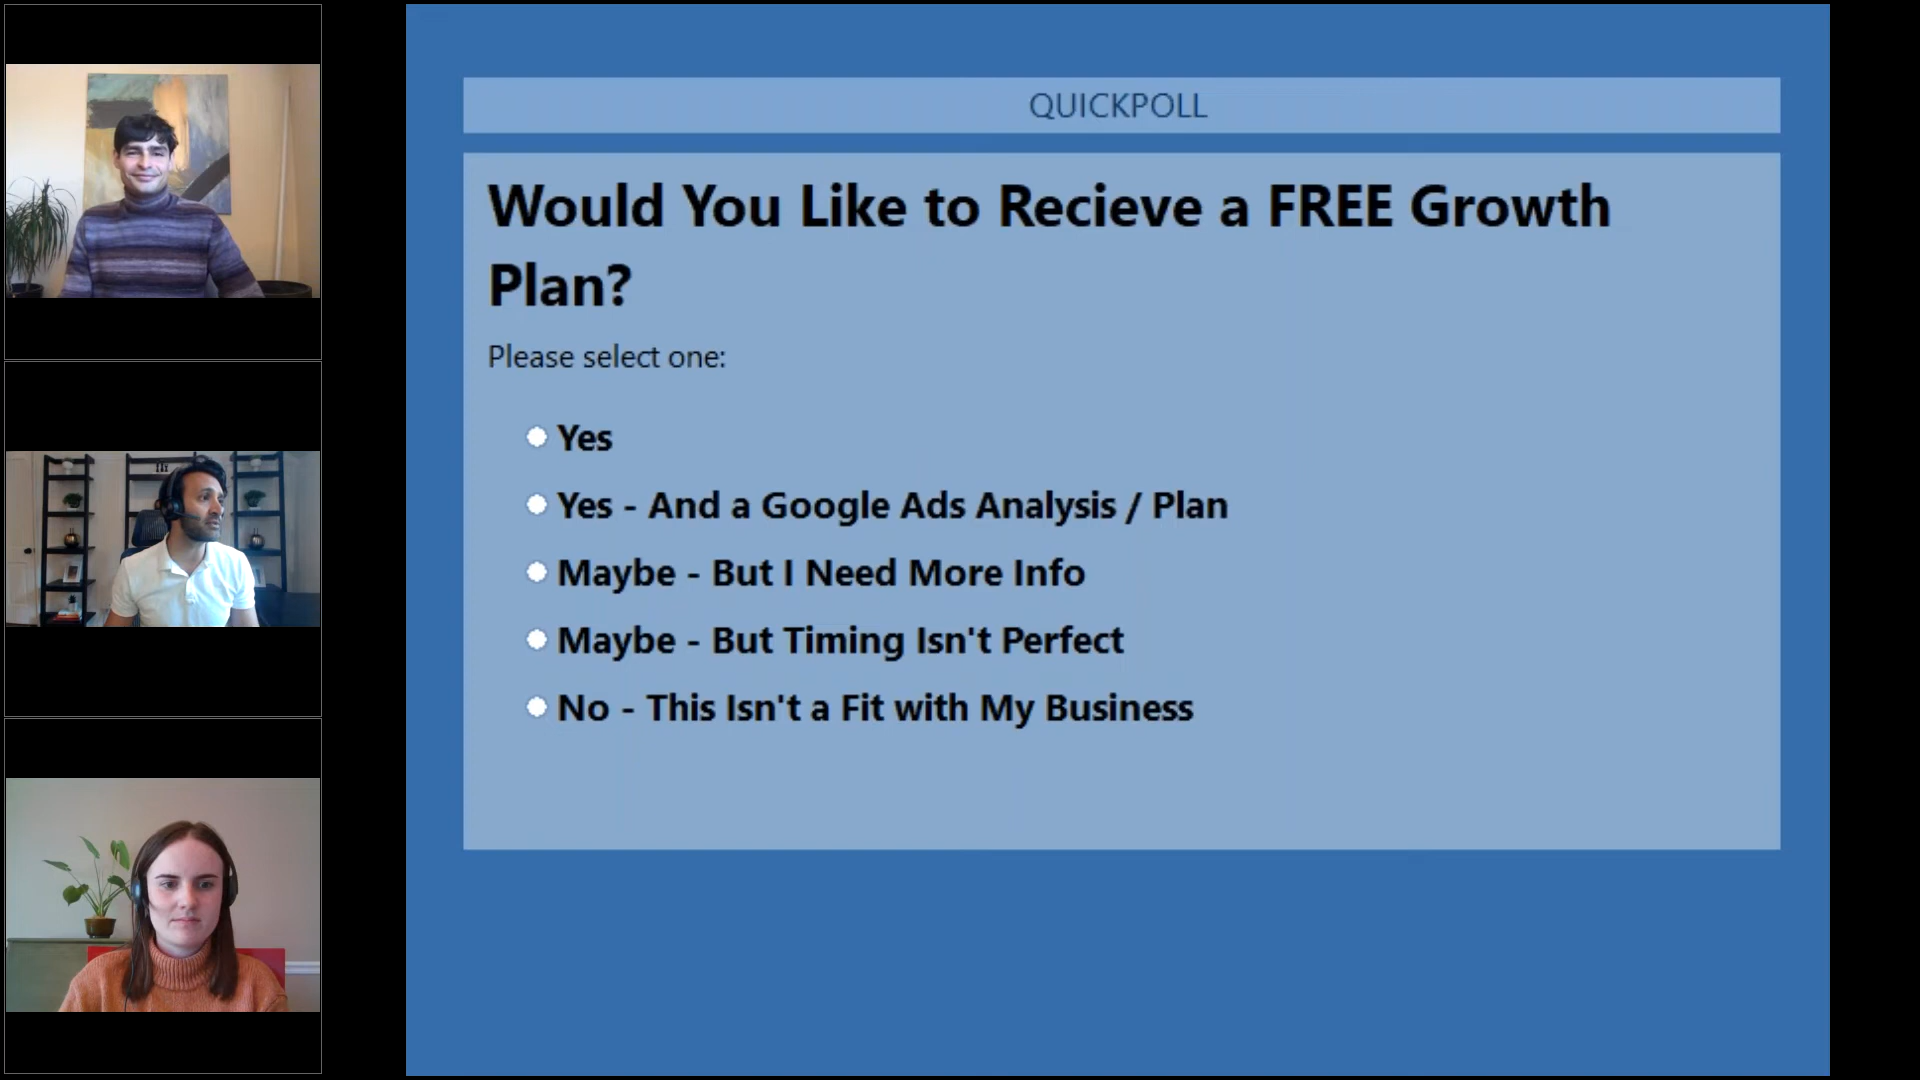 QUICKPOLL
Would You Like to Recieve a FREE Growth
Plan?
Please select one:
Yes
Yes - And a Google Ads Analysis / Plan
Maybe - But I Need More Info
Maybe - But Timing Isn't Perfect
No - This Isn't a Fit with My Business